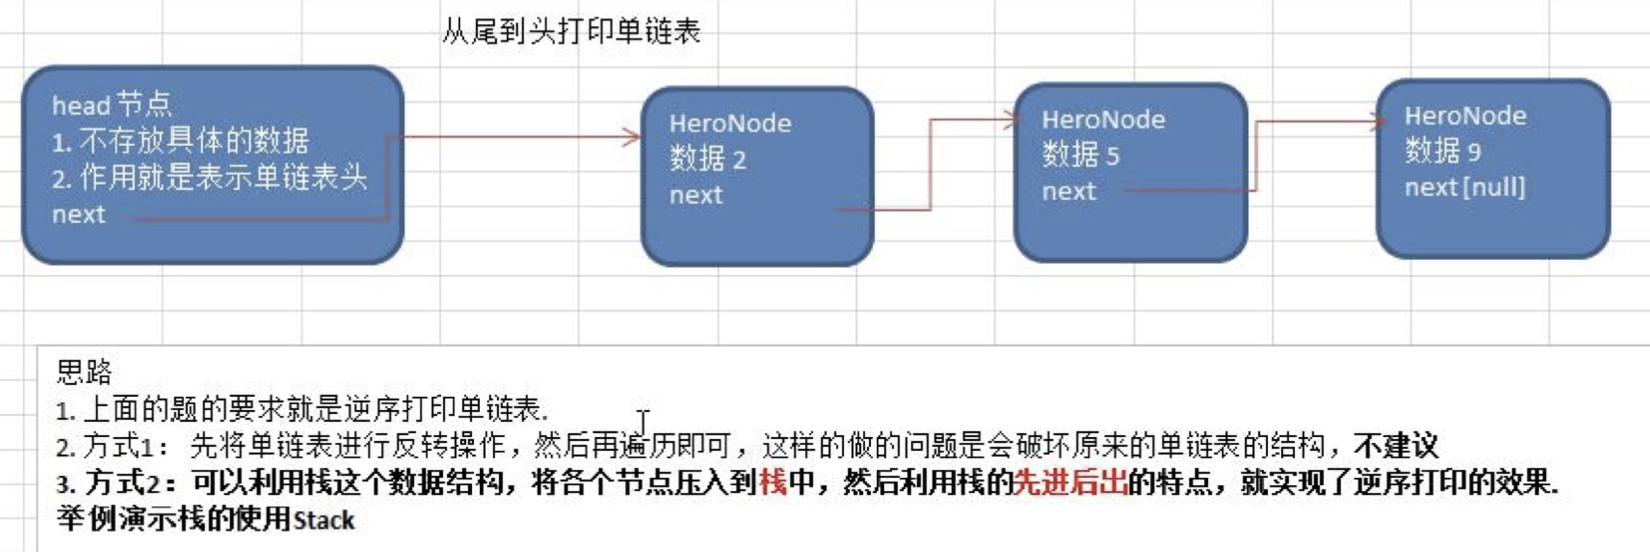 从尾到头打印单链表
head 节点
1. 不存放具体的数据
2. 作用就是表示单链表头
next
HeroNode
数据 2
next
HeroNode
数据 5
next
HeroNode
数据 9
next [null]
思路
1. 上面的题的要求就是逆序打印单链表.
2. 方式1： 先将单链表进行反转操作，然后再遍历即可，这样的做的问题是会破坏原来的单链表的结构，不建议
3. 方式2：可以利用栈这个数据结构，将各个节点压入到栈中，然后利用栈的先进后出的特点，就实现了逆序打印的效果.
举例演示栈的使用Stack